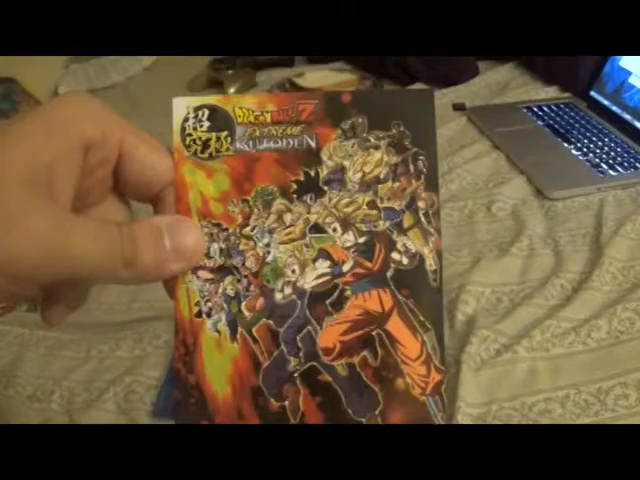 超
究極
DRAGON BALL Z
EXTREME
BUTODEN